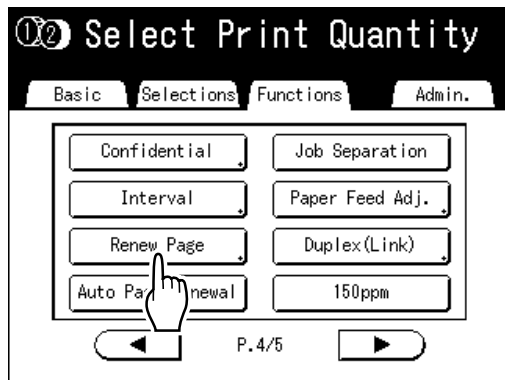 ①② Select Print Quantity
Basic Selections Functions Admin.
Confidential Job Separation
Interval Paper Feed Adj.
Renew Page Duplex(Link)
Auto Pa newal 150ppm
P.4/5